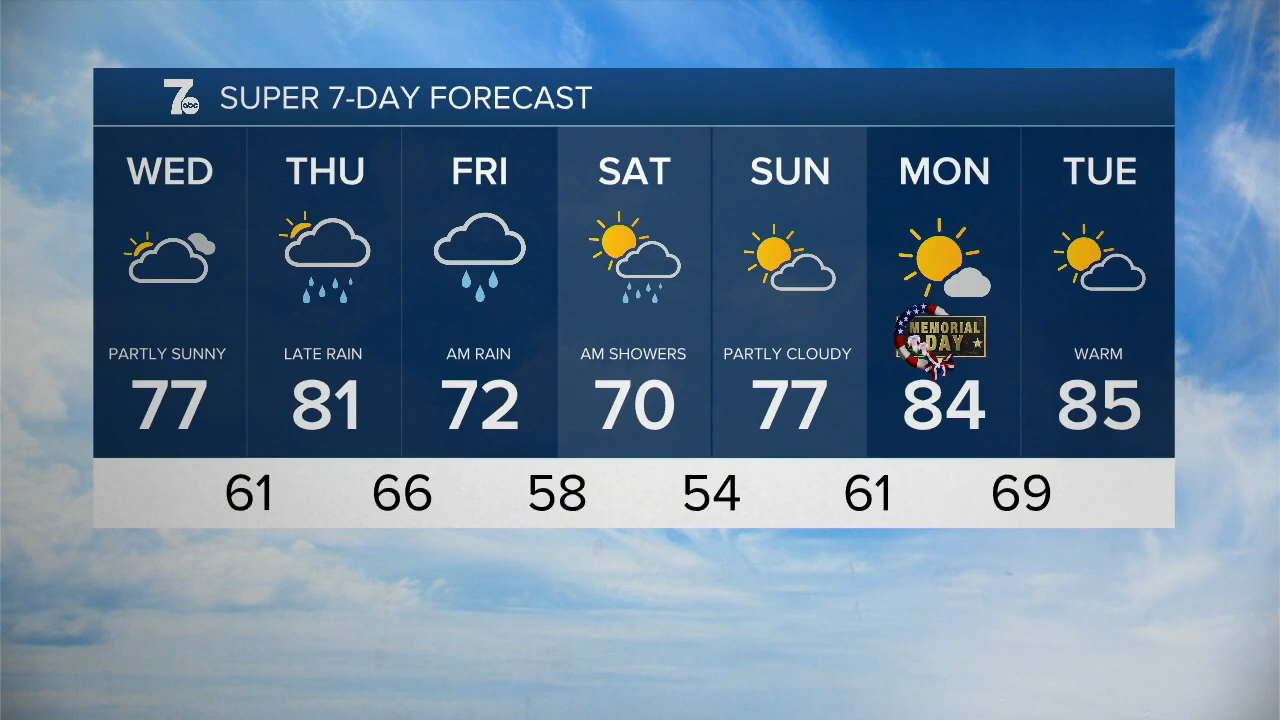 7 abc SUPER 7-DAY FORECAST
WED THU FRI SAT SUN MON TUE
MEMORIAL
DAY
PARTLY SUNNY LATE RAIN AM RAIN AM SHOWERS PARTLY CLOUDY WARM
77 81 72 70 77 84 85
61 66 58 54 61 69